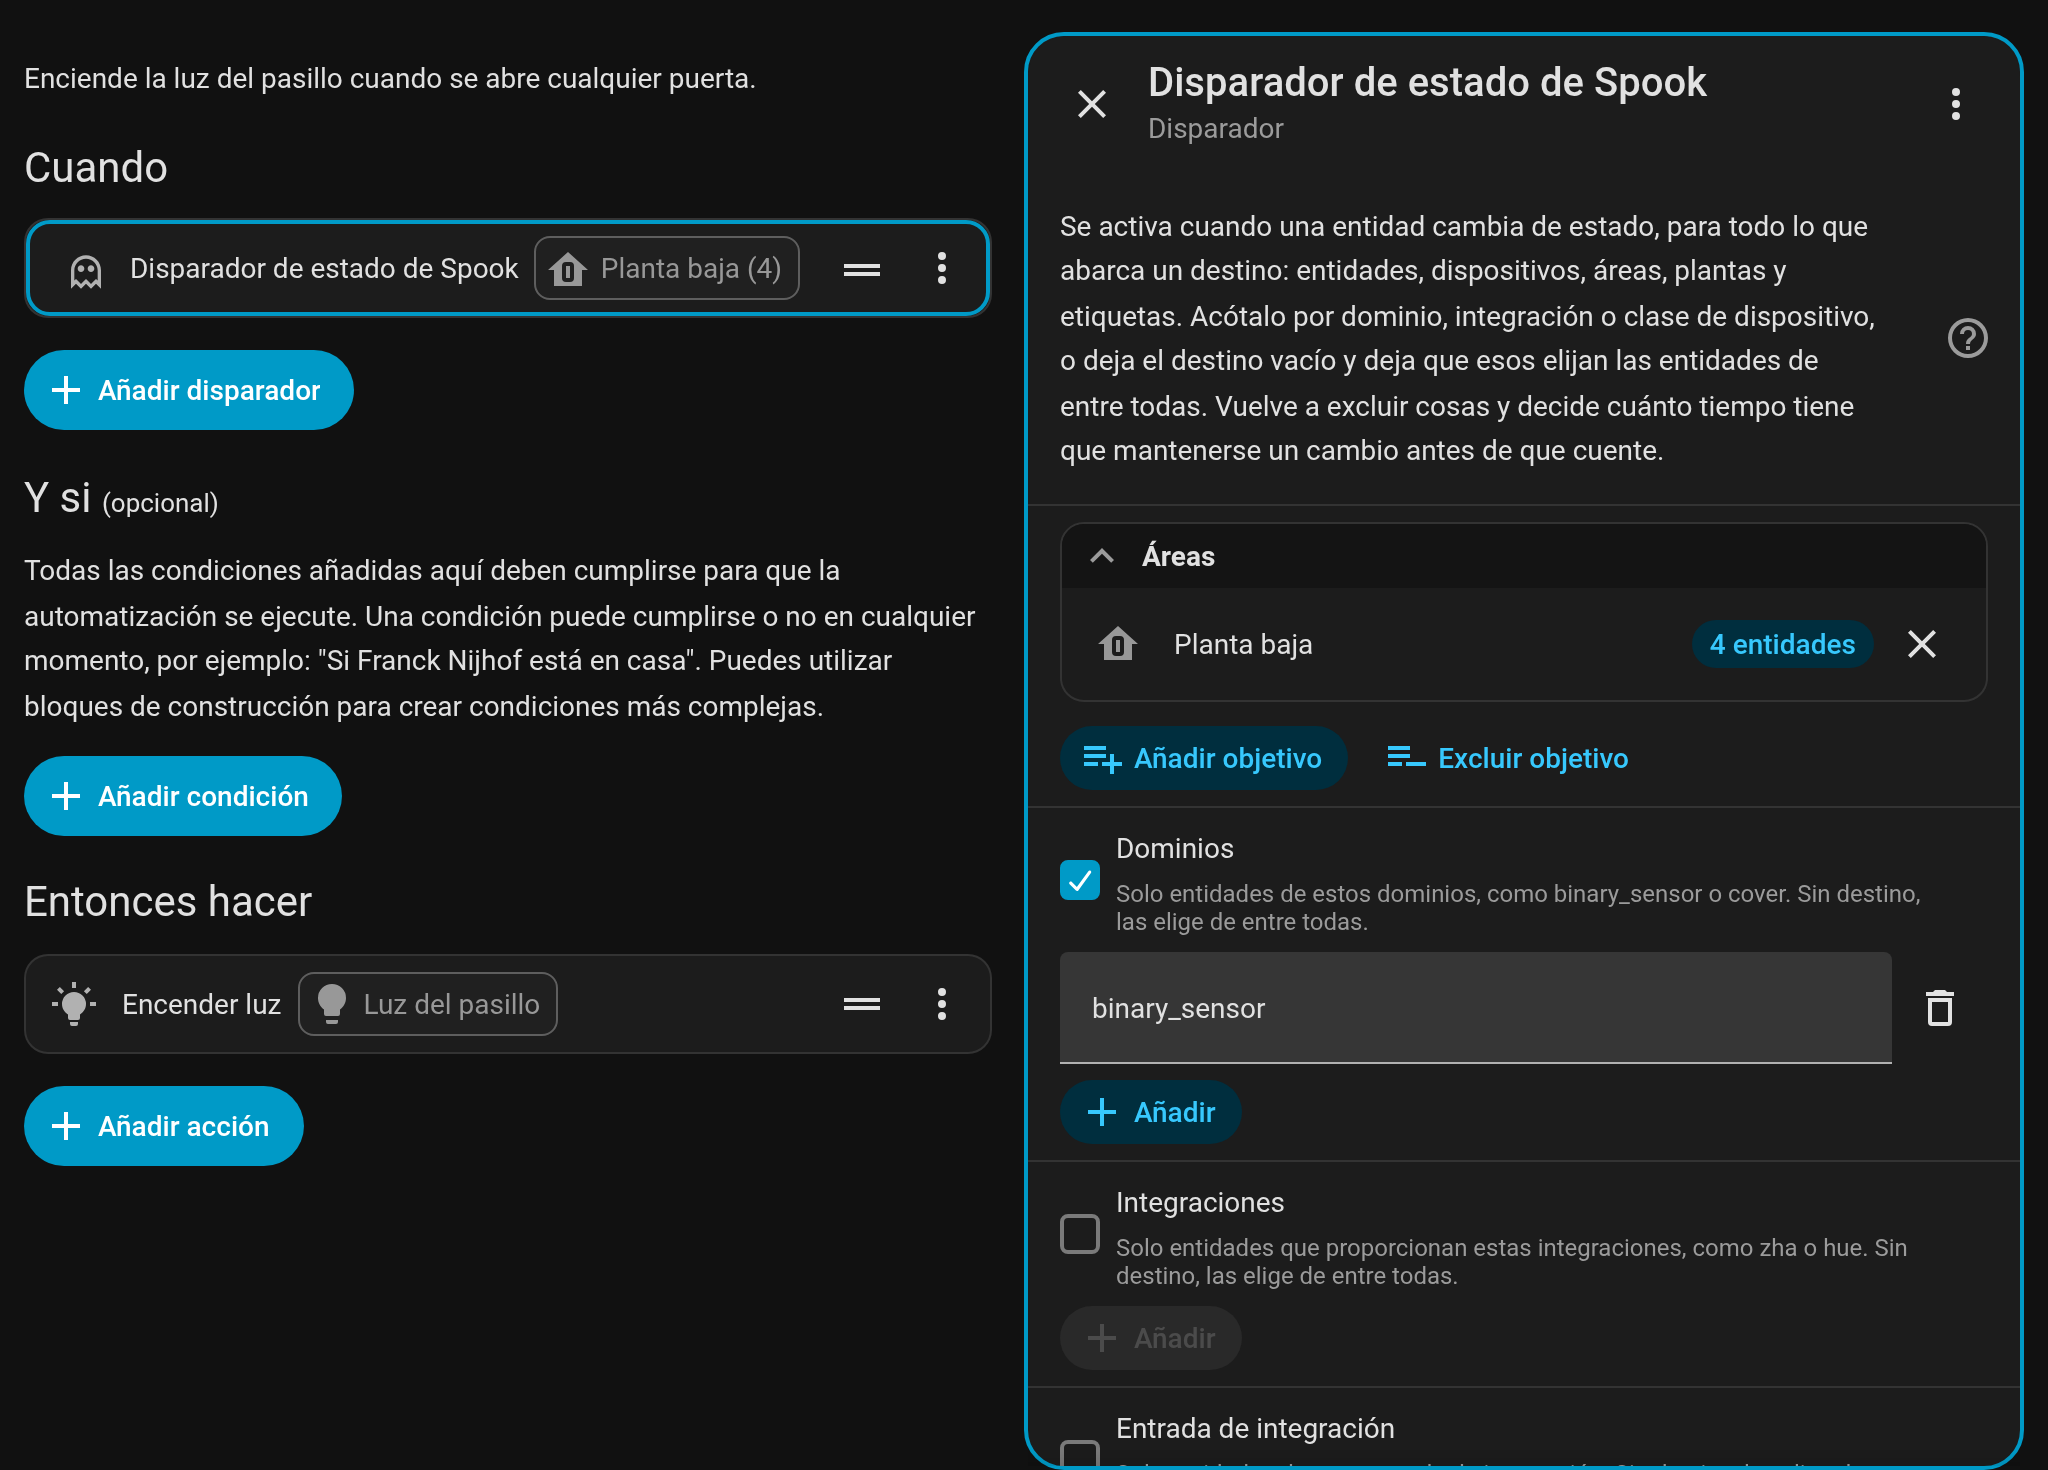 Enciende la luz del pasillo cuando se abre cualquier puerta.
Cuando
Disparador de estado de Spook
Planta baja (4)
Añadir disparador
Y si (opcional)
Todas las condiciones añadidas aquí deben cumplirse para que la
automatización se ejecute. Una condición puede cumplirse o no en cualquier
momento, por ejemplo: "Si Franck Nijhof está en casa". Puedes utilizar
bloques de construcción para crear condiciones más complejas.
Añadir condición
Entonces hacer
Encender luz
Luz del pasillo
Añadir acción
Disparador de estado de Spook
Disparador
Se activa cuando una entidad cambia de estado, para todo lo que
abarca un destino: entidades, dispositivos, áreas, plantas y
etiquetas. Acótalo por dominio, integración o clase de dispositivo,
o deja el destino vacío y deja que esos elijan las entidades de
entre todas. Vuelve a excluir cosas y decide cuánto tiempo tiene
que mantenerse un cambio antes de que cuente.
Áreas
Planta baja
4 entidades
Añadir objetivo
Excluir objetivo
Dominios
Solo entidades de estos dominios, como binary_sensor o cover. Sin destino,
las elige de entre todas.
binary_sensor
Añadir
Integraciones
Solo entidades que proporcionan estas integraciones, como zha o hue. Sin
destino, las elige de entre todas.
Añadir
Entrada de integración